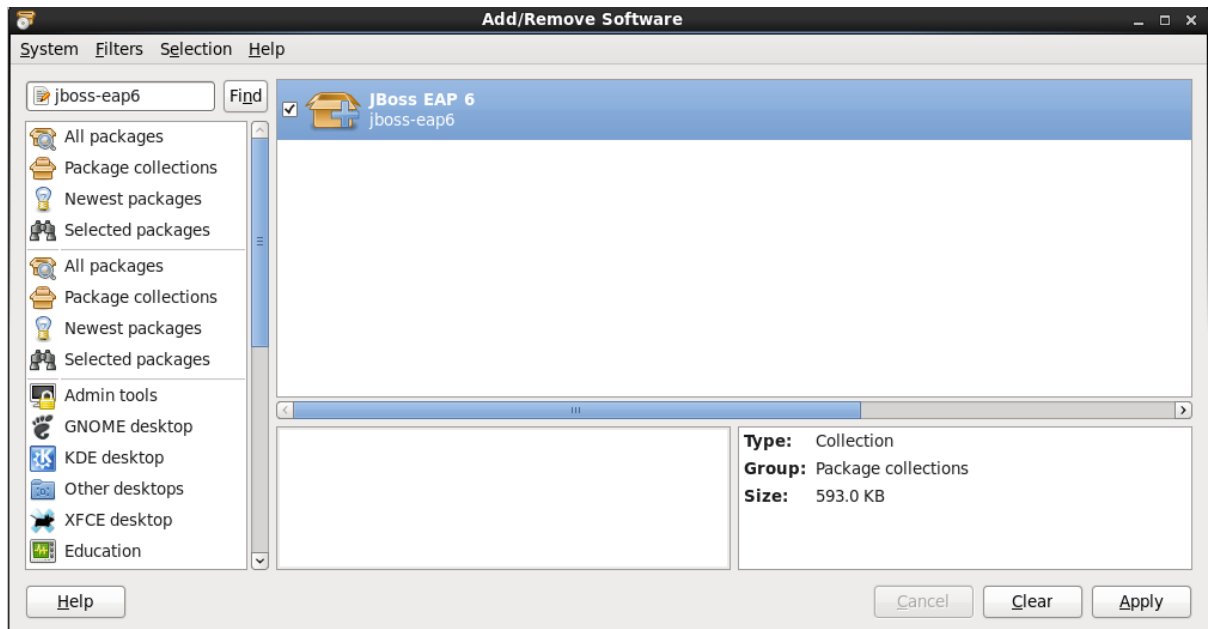 Add/Remove Software
System Filters Selection Help
jboss-eap6 Find
All packages
Package collections
Newest packages
Selected packages
All packages
Package collections
Newest packages
Selected packages
Admin tools
GNOME desktop
KDE desktop
Other desktops
XFCE desktop
Education
JBoss EAP 6
jboss-eap6
Type: Collection
Group: Package collections
Size: 593.0 KB
Help Cancel Clear Apply